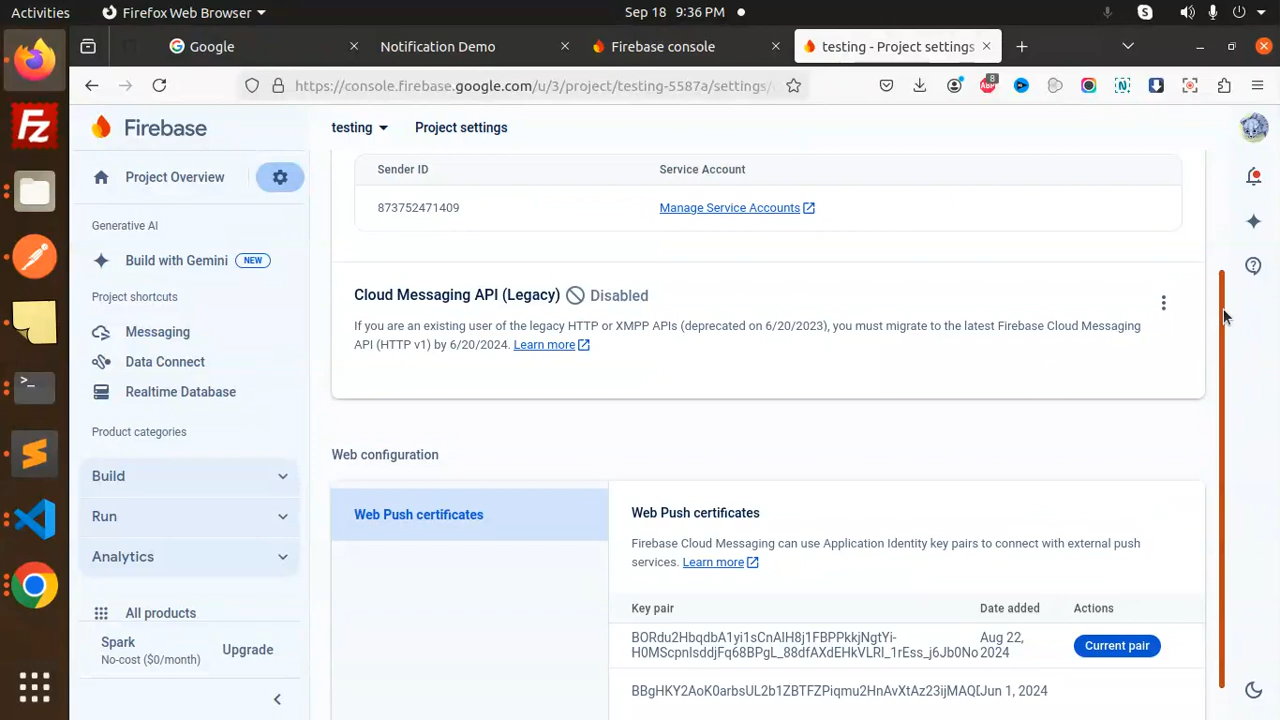 Activities
Firefox Web Browser
Sep 18 9:36 PM
Google
Notification Demo
Firebase console
testing - Project settings
https://console.firebase.google.com/u/3/project/testing-5587a/settings/
8
Firebase
testing
Project settings
Project Overview
Generative AI
Build with Gemini
NEW
Project shortcuts
Messaging
Data Connect
Realtime Database
Product categories
Build
Run
Analytics
All products
Spark
No-cost ($0/month)
Upgrade
Sender ID
Service Account
873752471409
Manage Service Accounts
Cloud Messaging API (Legacy)
Disabled
If you are an existing user of the legacy HTTP or XMPP APIs (deprecated on 6/20/2023), you must migrate to the latest Firebase Cloud Messaging
API (HTTP v1) by 6/20/2024. Learn more
Web configuration
Web Push certificates
Web Push certificates
Firebase Cloud Messaging can use Application Identity key pairs to connect with external push
services. Learn more
Key pair
Date added
Actions
BORdu2HbqdbA1yi1sCnAlH8j1FBPPkkjNgtYi-
H0MScpnIsddjFq68BPgL_88dfAXdEHkVLRI_1rEss_j6Jb0No
Aug 22,
2024
Current pair
BBgHKY2AoK0arbsUL2b1ZBTFZPiqmu2HnAvXtAz23ijMAQ
Jun 1, 2024